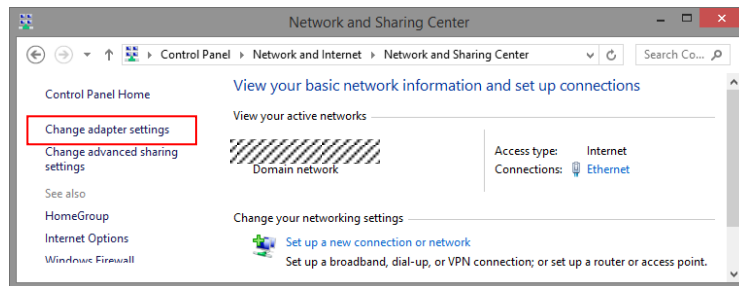 Network and Sharing Center
Control Panel Network and Internet Network and Sharing Center Search Co...
Control Panel Home
Change adapter settings
Change advanced sharing
settings
See also
HomeGroup
Internet Options
Windows Firewall
View your basic network information and set up connections
View your active networks
Domain network
Access type: Internet
Connections: Ethernet
Change your networking settings
Set up a new connection or network
Set up a broadband, dial-up, or VPN connection; or set up a router or access point.